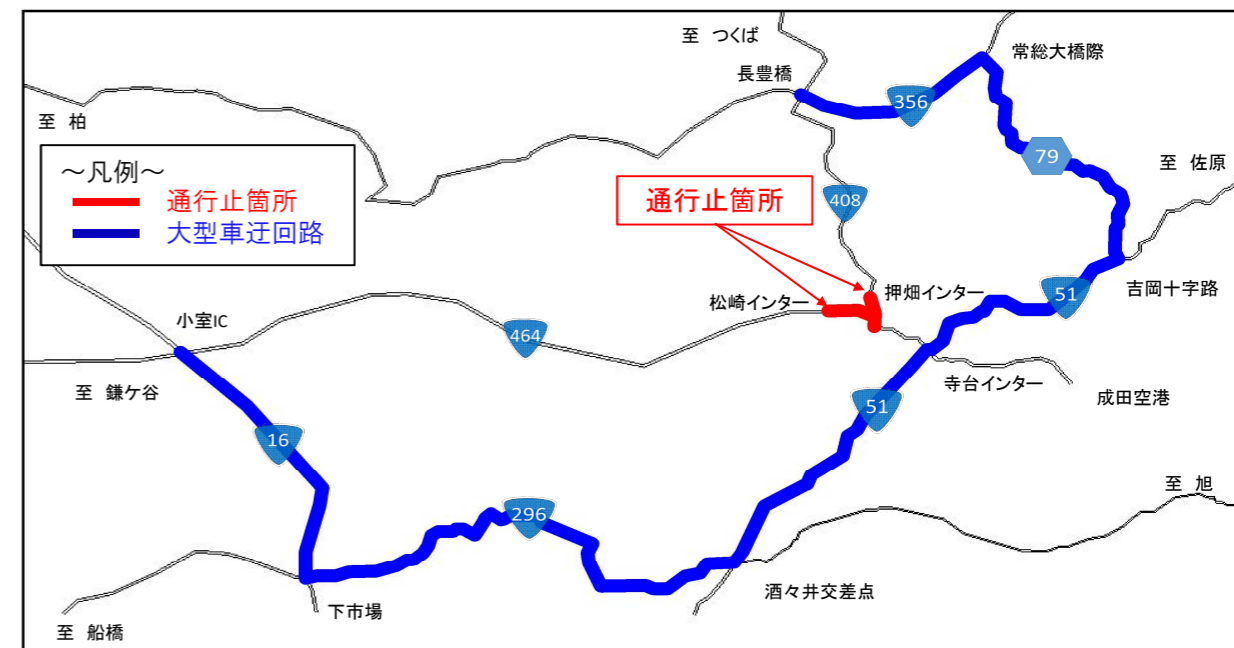 至 つくば
常総大橋際
長豊橋
356
至 柏
79
至 佐原
～凡例～
通行止箇所
大型車迂回路
通行止箇所
408
松崎インター
押畑インター
51
吉岡十字路
小室IC
464
至 鎌ケ谷
寺台インター
成田空港
51
16
至 旭
296
酒々井交差点
下市場
至 船橋